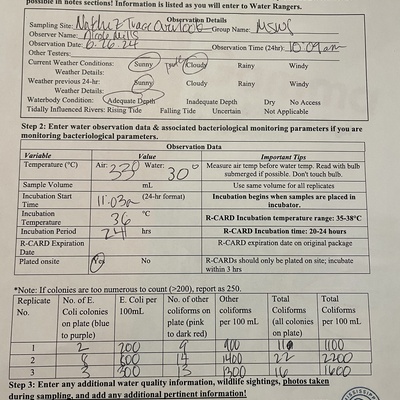 possible in notes sections! Information is listed as you will enter to Water Rangers.
Observation Details
Sampling Site: Natchez Trace Overlook Group Name: MSWS
Observer Name: Nicole Mills
Observation Date: 6.26.24 Observation Time (24hr): 10:09am
Other Testers:
Current Weather Conditions: Sunny partly Cloudy Rainy Windy
Weather Details:
Weather previous 24-hr: Sunny Cloudy Rainy Windy
Weather Details:
Waterbody Condition: Adequate Depth Inadequate Depth Dry No Access
Tidally Influenced Rivers: Rising Tide Falling Tide Uncertain Not Applicable
Step 2: Enter water observation data & associated bacteriological monitoring parameters if you are
monitoring bacteriological parameters.
Observation Data
Variable Value Important Tips
Temperature (°C) Air: 33° Water: 30° Measure air temp before water temp. Read with bulb
submerged if possible. Don't touch bulb.
Sample Volume mL Use same volume for all replicates
Incubation Start Time 11:03a (24-hr format) Incubation begins when samples are placed in
incubator.
Incubation Temperature 36 °C R-CARD Incubation temperature range: 35-38°C
Incubation Period 24 hrs R-CARD Incubation time: 20-24 hours
R-CARD Expiration Date R-CARD expiration date on original package
Plated onsite Yes No R-CARDs should only be plated on site; incubate
within 3 hrs
*Note: If colonies are too numerous to count (>200), report as 250.
Replicate No. No. of E. Coli colonies on plate (blue to purple) E. Coli per 100mL No. of other coliforms on plate (pink to dark red) Other coliforms per 100 mL Total Coliforms (all colonies on plate) Total Coliforms per 100 mL
1 2 200 9 900 11 1100
2 8 800 14 1400 22 2200
3 3 300 13 1300 16 1600
Step 3: Enter any additional water quality information, wildlife sightings, photos taken
during sampling, and add any additional pertinent information!
MISSISSIPPI